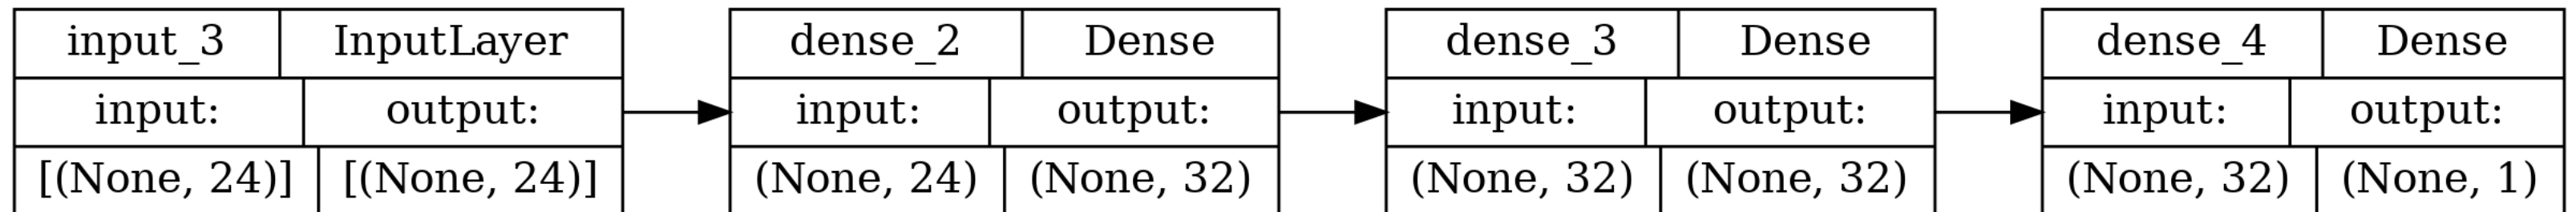 input_3 InputLayer dense_2 Dense dense_3 Dense dense_4 Dense
input: output: input: output: input: output: input: output:
[(None, 24)] [(None, 24)] (None, 24) (None, 32) (None, 32) (None, 32) (None, 32) (None, 1)